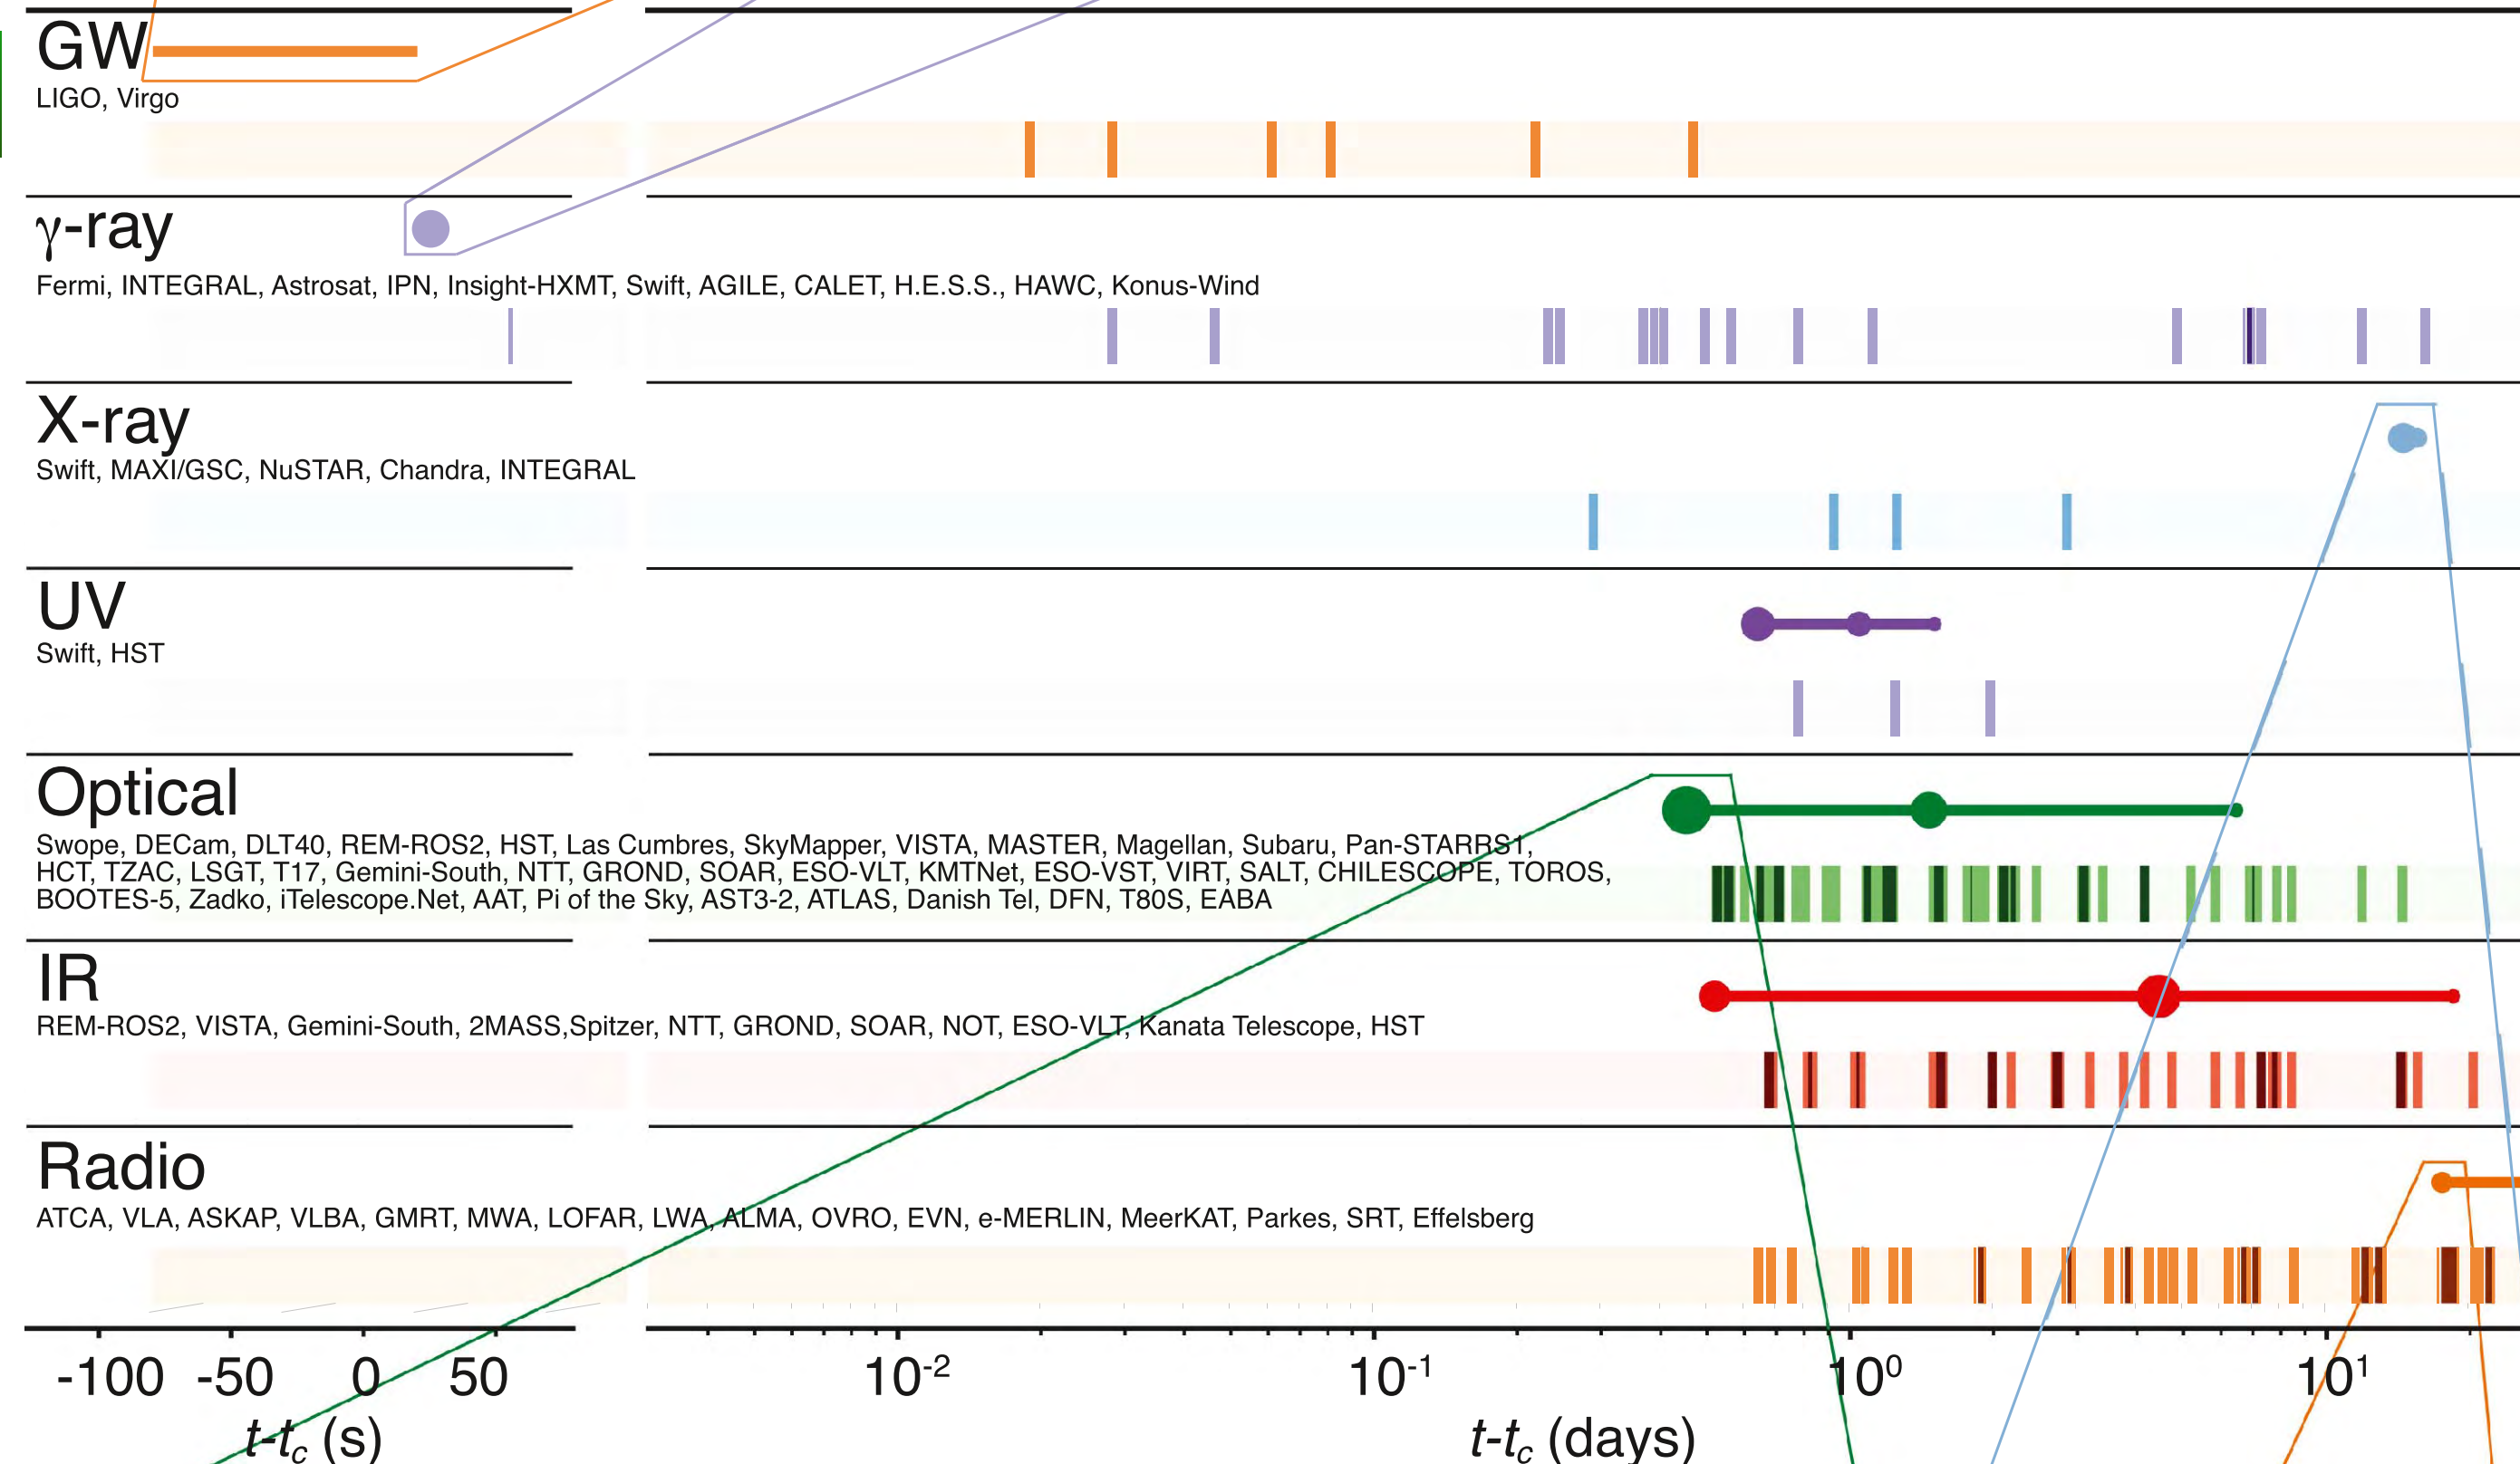 GW
LIGO, Virgo
γ-ray
Fermi, INTEGRAL, Astrosat, IPN, Insight-HXMT, Swift, AGILE, CALET, H.E.S.S., HAWC, Konus-Wind
X-ray
Swift, MAXI/GSC, NuSTAR, Chandra, INTEGRAL
UV
Swift, HST
Optical
Swope, DECam, DLT40, REM-ROS2, HST, Las Cumbres, SkyMapper, VISTA, MASTER, Magellan, Subaru, Pan-STARRS1,
HCT, TZAC, LSGT, T17, Gemini-South, NTT, GROND, SOAR, ESO-VLT, KMTNet, ESO-VST, VIRT, SALT, CHILESCOPE, TOROS,
BOOTES-5, Zadko, iTelescope.Net, AAT, Pi of the Sky, AST3-2, ATLAS, Danish Tel, DFN, T80S, EABA
IR
REM-ROS2, VISTA, Gemini-South, 2MASS,Spitzer, NTT, GROND, SOAR, NOT, ESO-VLT, Kanata Telescope, HST
Radio
ATCA, VLA, ASKAP, VLBA, GMRT, MWA, LOFAR, LWA, ALMA, OVRO, EVN, e-MERLIN, MeerKAT, Parkes, SRT, Effelsberg
-100 -50 0 50 10⁻² 10⁻¹ 10⁰ 10¹
t-t_c (s) t-t_c (days)